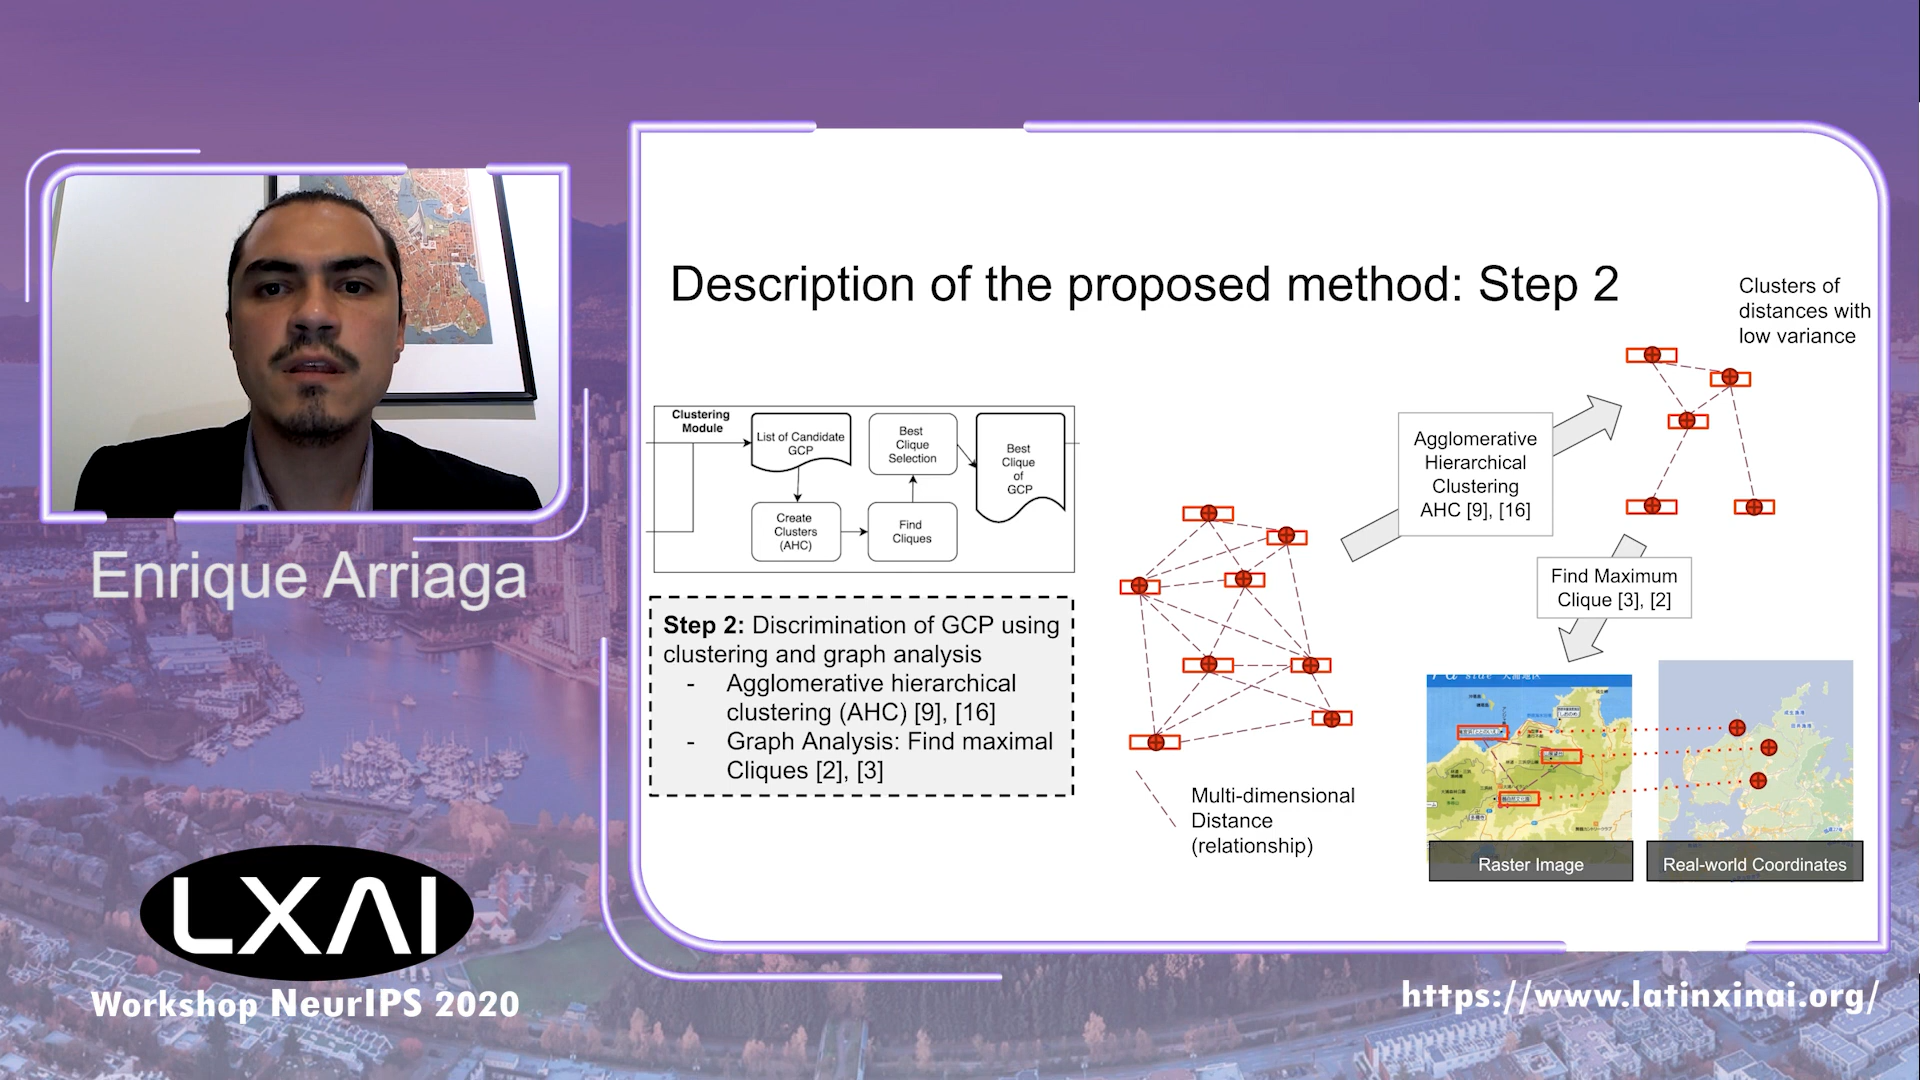 Description of the proposed method: Step 2
Clusters of
distances with
low variance
Clustering
Module
List of Candidate
GCP
Best
Clique
Selection
Best
Clique
of
GCP
Create
Clusters
(AHC)
Find
Cliques
Step 2: Discrimination of GCP using
clustering and graph analysis
- Agglomerative hierarchical
clustering (AHC) [9], [16]
- Graph Analysis: Find maximal
Cliques [2], [3]
Multi-dimensional
Distance
(relationship)
Agglomerative
Hierarchical
Clustering
AHC [9], [16]
Find Maximum
Clique [3], [2]
Raster Image
Real-world Coordinates
Enrique Arriaga
LXAI
Workshop NeurIPS 2020
https://www.latinxinai.org/